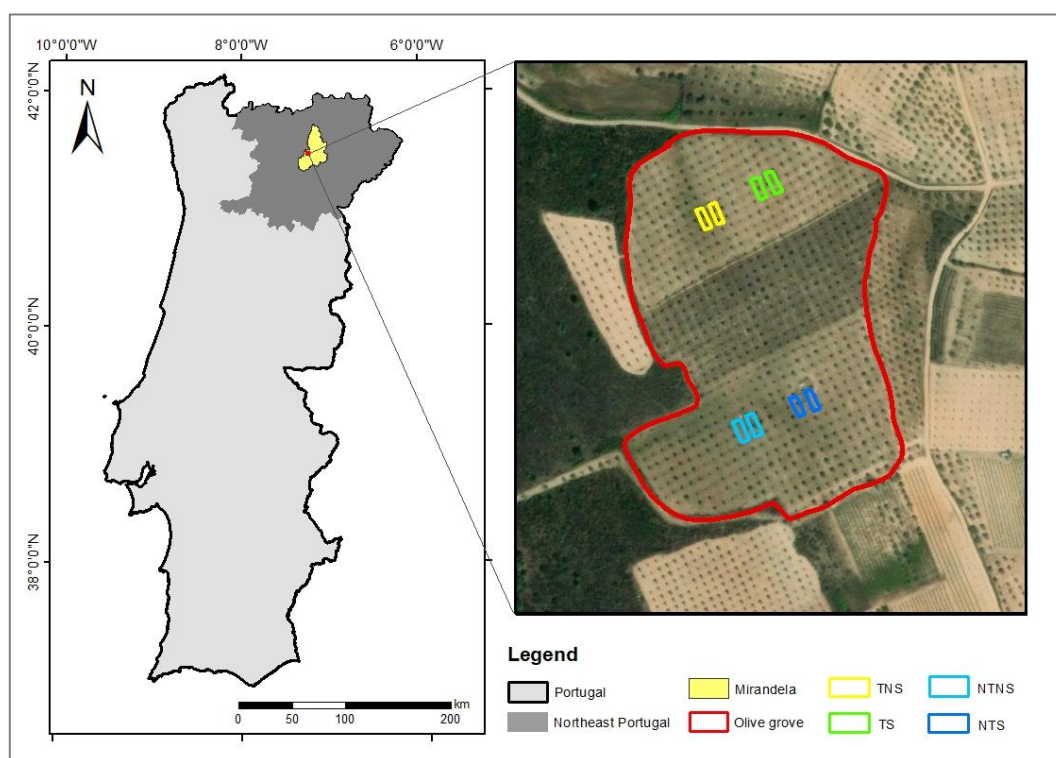 10°0'0"W 8°0'0"W 6°0'0"W
42°0'0"N
N
40°0'0"N
38°0'0"N
km
0 50 100 200
Legend
Portugal Mirandela TNS NTNS
Northeast Portugal Olive grove TS NTS